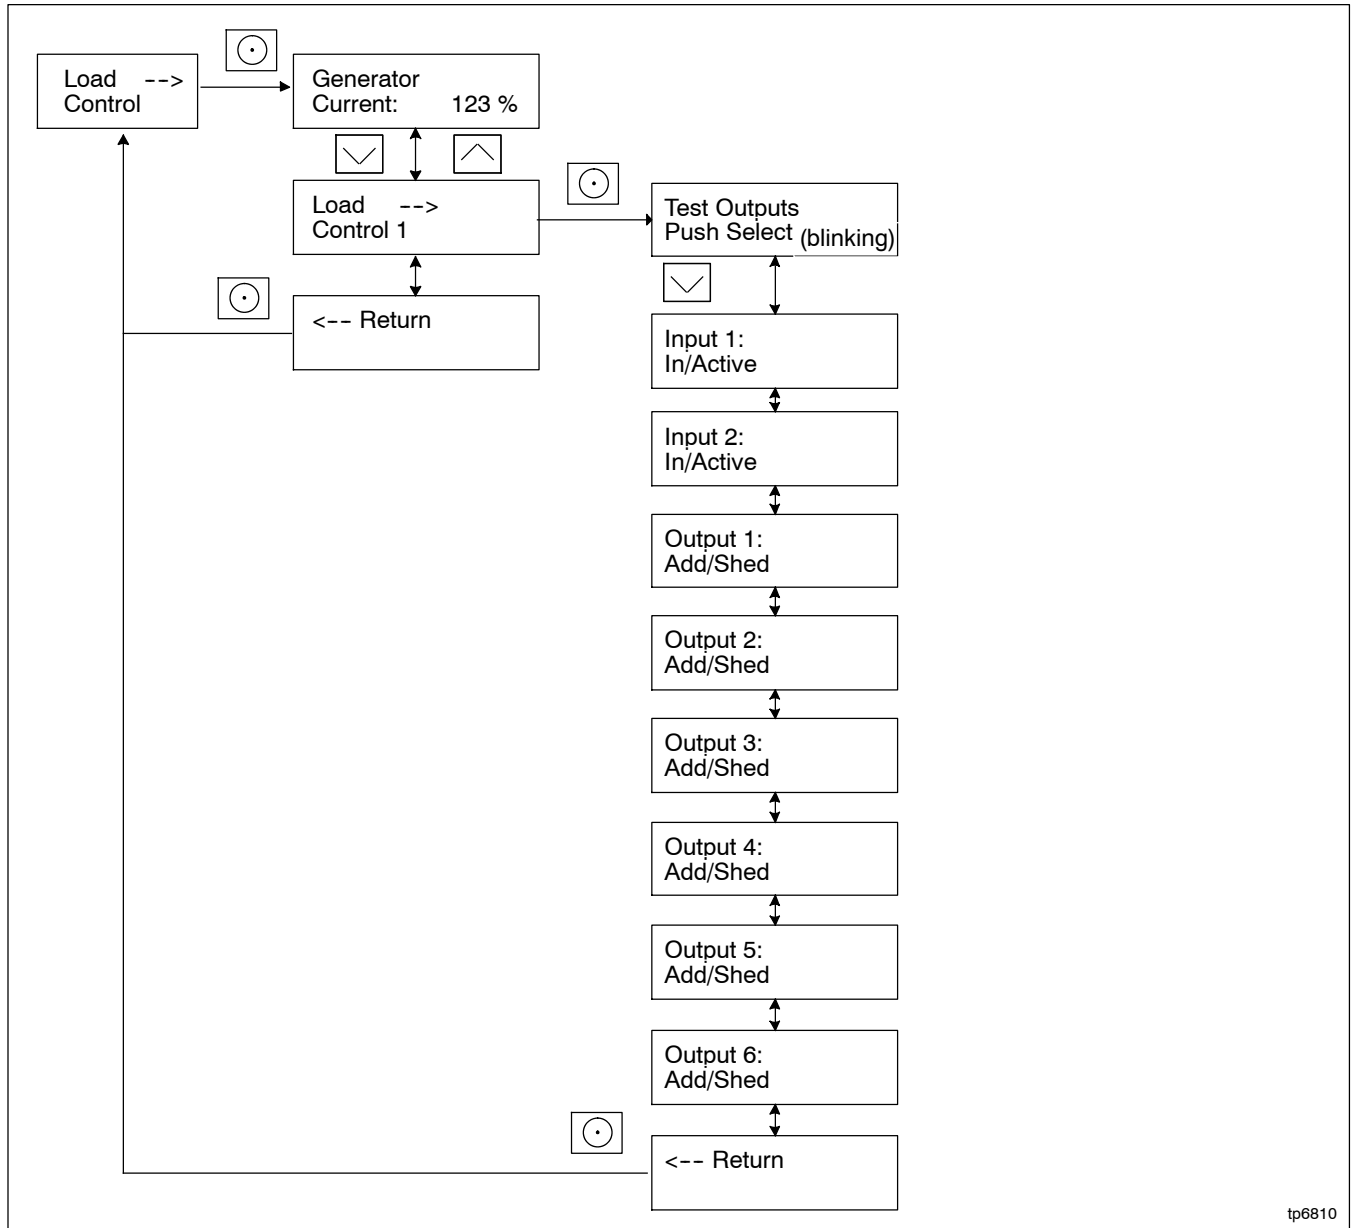 Load -->
Control
Generator
Current: 123 %
Load -->
Control 1
<-- Return
Test Outputs
Push Select (blinking)
Input 1:
In/Active
Input 2:
In/Active
Output 1:
Add/Shed
Output 2:
Add/Shed
Output 3:
Add/Shed
Output 4:
Add/Shed
Output 5:
Add/Shed
Output 6:
Add/Shed
<-- Return
tp6810